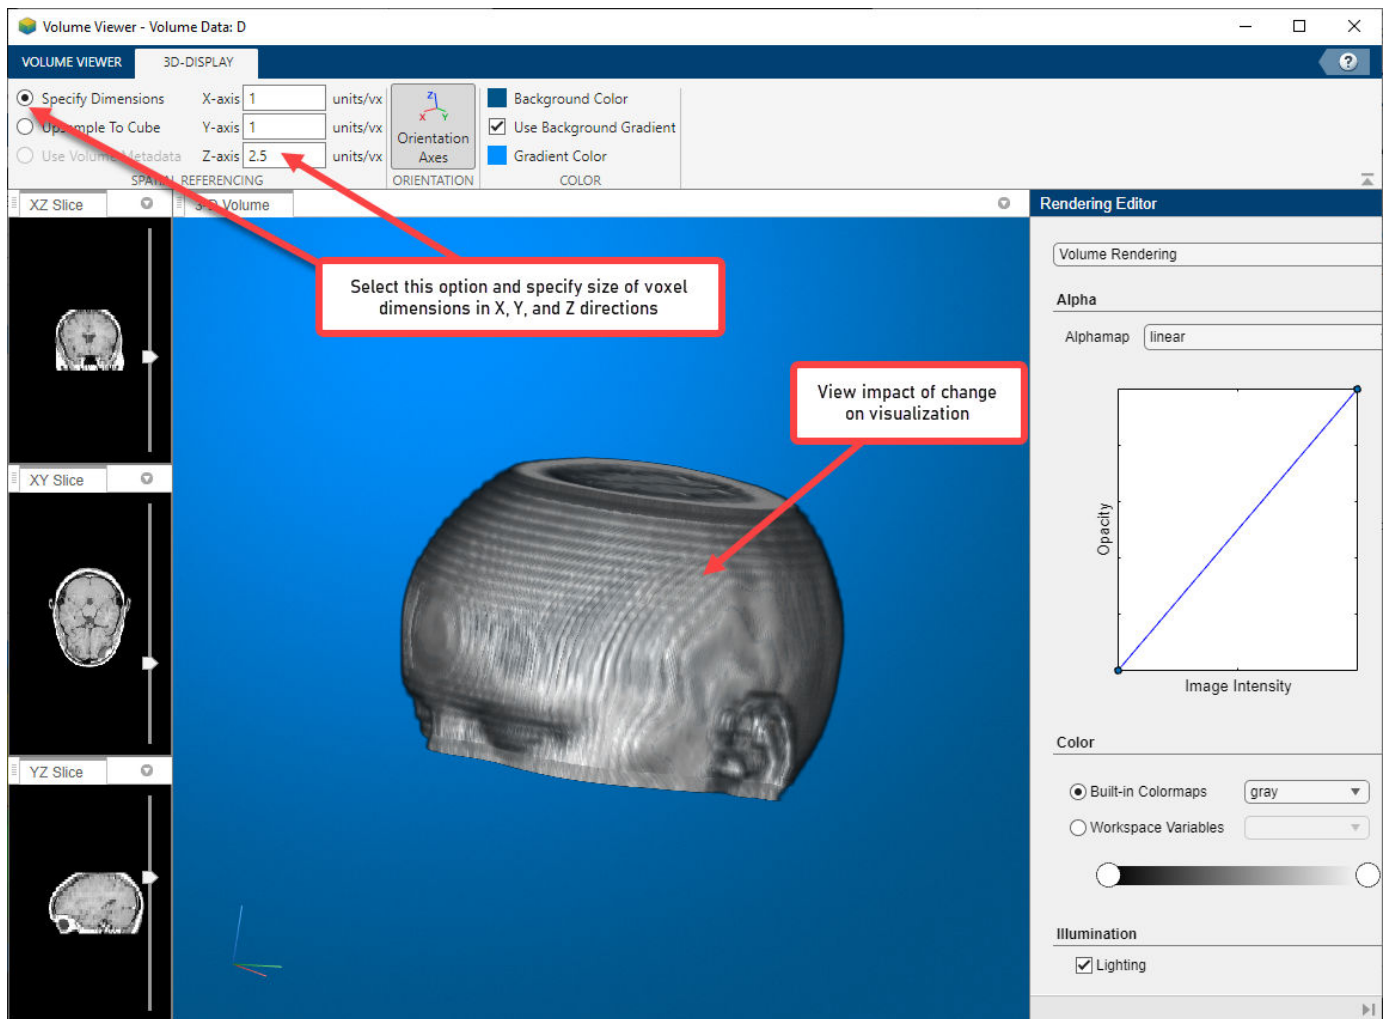 Volume Viewer - Volume Data: D
VOLUME VIEWER
3D-DISPLAY
?
Specify Dimensions
X-axis 1 units/vx
Upsample To Cube
Y-axis 1 units/vx
Use Volume Metadata
Z-axis 2.5 units/vx
SPATIAL REFERENCING
Z
X Y
Orientation
Axes
ORIENTATION
Background Color
Use Background Gradient
Gradient Color
COLOR
XZ Slice
3-D Volume
Select this option and specify size of voxel
dimensions in X, Y, and Z directions
View impact of change
on visualization
XY Slice
YZ Slice
Rendering Editor
Volume Rendering
Alpha
Alphamap linear
Opacity
Image Intensity
Color
Built-in Colormaps gray
Workspace Variables
Illumination
Lighting